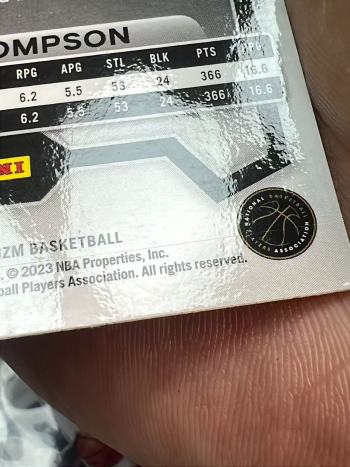 OMPSON
RPG APG STL BLK PTS PPG
6.2 5.5 53 24 366 16.6
6.2 5.5 53 24 366 16.6
INI
IZM BASKETBALL
. © 2023 NBA Properties, Inc.
ball Players Association. All rights reserved.
NATIONAL BASKETBALL
PLAYERS ASSOCIATION